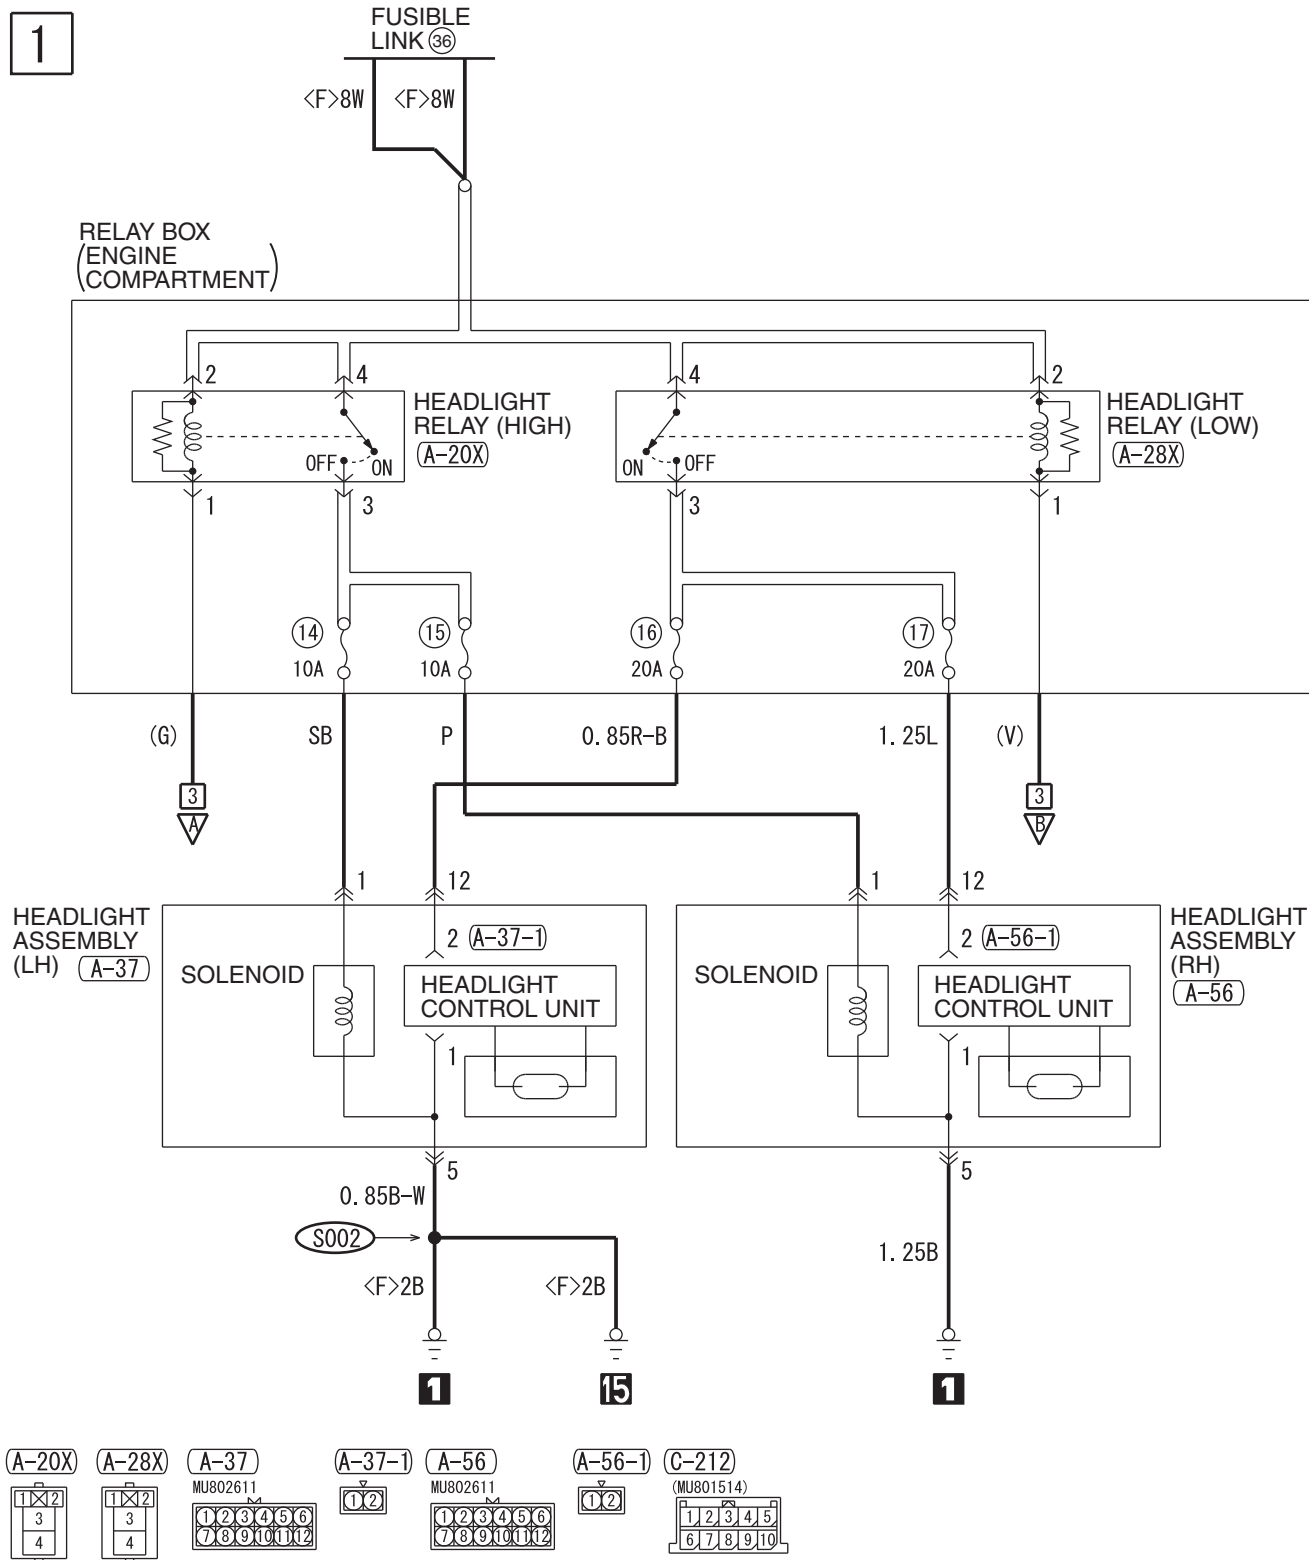 1
FUSIBLE
LINK 36
<F>8W <F>8W
RELAY BOX
(ENGINE
COMPARTMENT)
2 4 4 2
HEADLIGHT
RELAY (HIGH)
A-20X
HEADLIGHT
RELAY (LOW)
A-28X
OFF ON ON OFF
1 3 3 1
14 15 16 17
10A 10A 20A 20A
(G) SB P 0.85R-B 1.25L (V)
3 3
A B
1 12 1 12
HEADLIGHT
ASSEMBLY
(LH) A-37
2 A-37-1
SOLENOID
HEADLIGHT
CONTROL UNIT
1
2 A-56-1
SOLENOID
HEADLIGHT
CONTROL UNIT
1
HEADLIGHT
ASSEMBLY
(RH)
A-56
5 5
0.85B-W
S002
1.25B
<F>2B <F>2B
1 15 1
A-20X A-28X A-37 A-37-1 A-56 A-56-1 C-212
MU802611 MU802611 (MU801514)
1 2
3
4
1 2
3
4
1 2 3 4 5 6
7 8 9 10 11 12
1 2
1 2 3 4 5 6
7 8 9 10 11 12
1 2
1 2 3 4 5
6 7 8 9 10